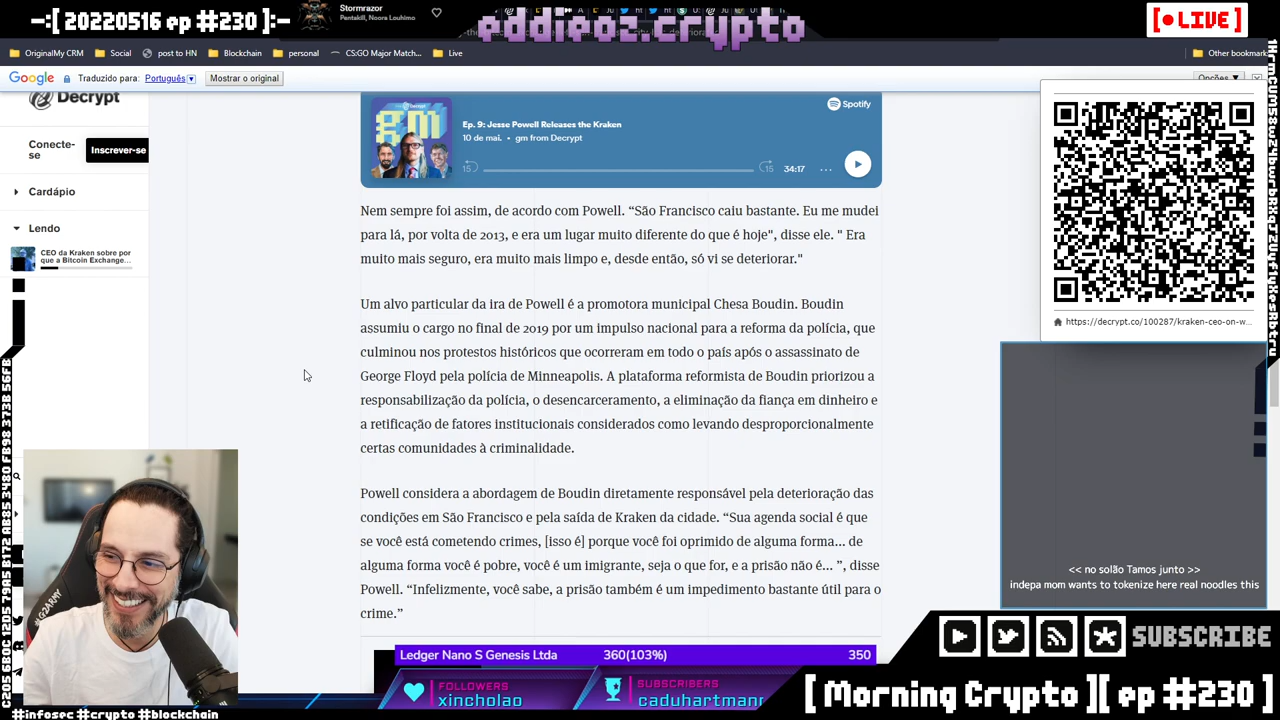 -:[ 20220516 ep #230 ]:-
Stormrazor
Pentakill, Noora Louhimo
eddieoz.crypto
[ LIVE ]
OriginalMy CRM
Social
post to HN
Blockchain
personal
CS:GO Major Match...
Live
Other bookmark
Google
Traduzido para: Português
Mostrar o original
Opções ▼
Decrypt
Conecte-
se
Inscrever-se
Cardápio
Lendo
CEO da Kraken sobre por
que a Bitcoin Exchange...
Spotify
Ep. 9: Jesse Powell Releases the Kraken
10 de mai. • gm from Decrypt
gm
15
15
34:17
Nem sempre foi assim, de acordo com Powell. “São Francisco caiu bastante. Eu me mudei
para lá, por volta de 2013, e era um lugar muito diferente do que é hoje", disse ele. " Era
muito mais seguro, era muito mais limpo e, desde então, só vi se deteriorar."
Um alvo particular da ira de Powell é a promotora municipal Chesa Boudin. Boudin
assumiu o cargo no final de 2019 por um impulso nacional para a reforma da polícia, que
culminou nos protestos históricos que ocorreram em todo o país após o assassinato de
George Floyd pela polícia de Minneapolis. A plataforma reformista de Boudin priorizou a
responsabilização da polícia, o desencarceramento, a eliminação da fiança em dinheiro e
a retificação de fatores institucionais considerados como levando desproporcionalmente
certas comunidades à criminalidade.
Powell considera a abordagem de Boudin diretamente responsável pela deterioração das
condições em São Francisco e pela saída de Kraken da cidade. “Sua agenda social é que
se você está cometendo crimes, [isso é] porque você foi oprimido de alguma forma... de
alguma forma você é pobre, você é um imigrante, seja o que for, e a prisão não é... ”, disse
Powell. “Infelizmente, você sabe, a prisão também é um impedimento bastante útil para o
crime.”
https://decrypt.co/100287/kraken-ceo-on-w...
<< no solão Tamos junto >>
indepa mom wants to tokenize here real noodles this
SUBSCRIBE
Ledger Nano S Genesis Ltda
360(103%)
350
FOLLOWERS
xincholao
SUBSCRIBERS
caduhartmann
[ Morning Crypto ][ ep #230 ]
#infosec #crypto #blockchain